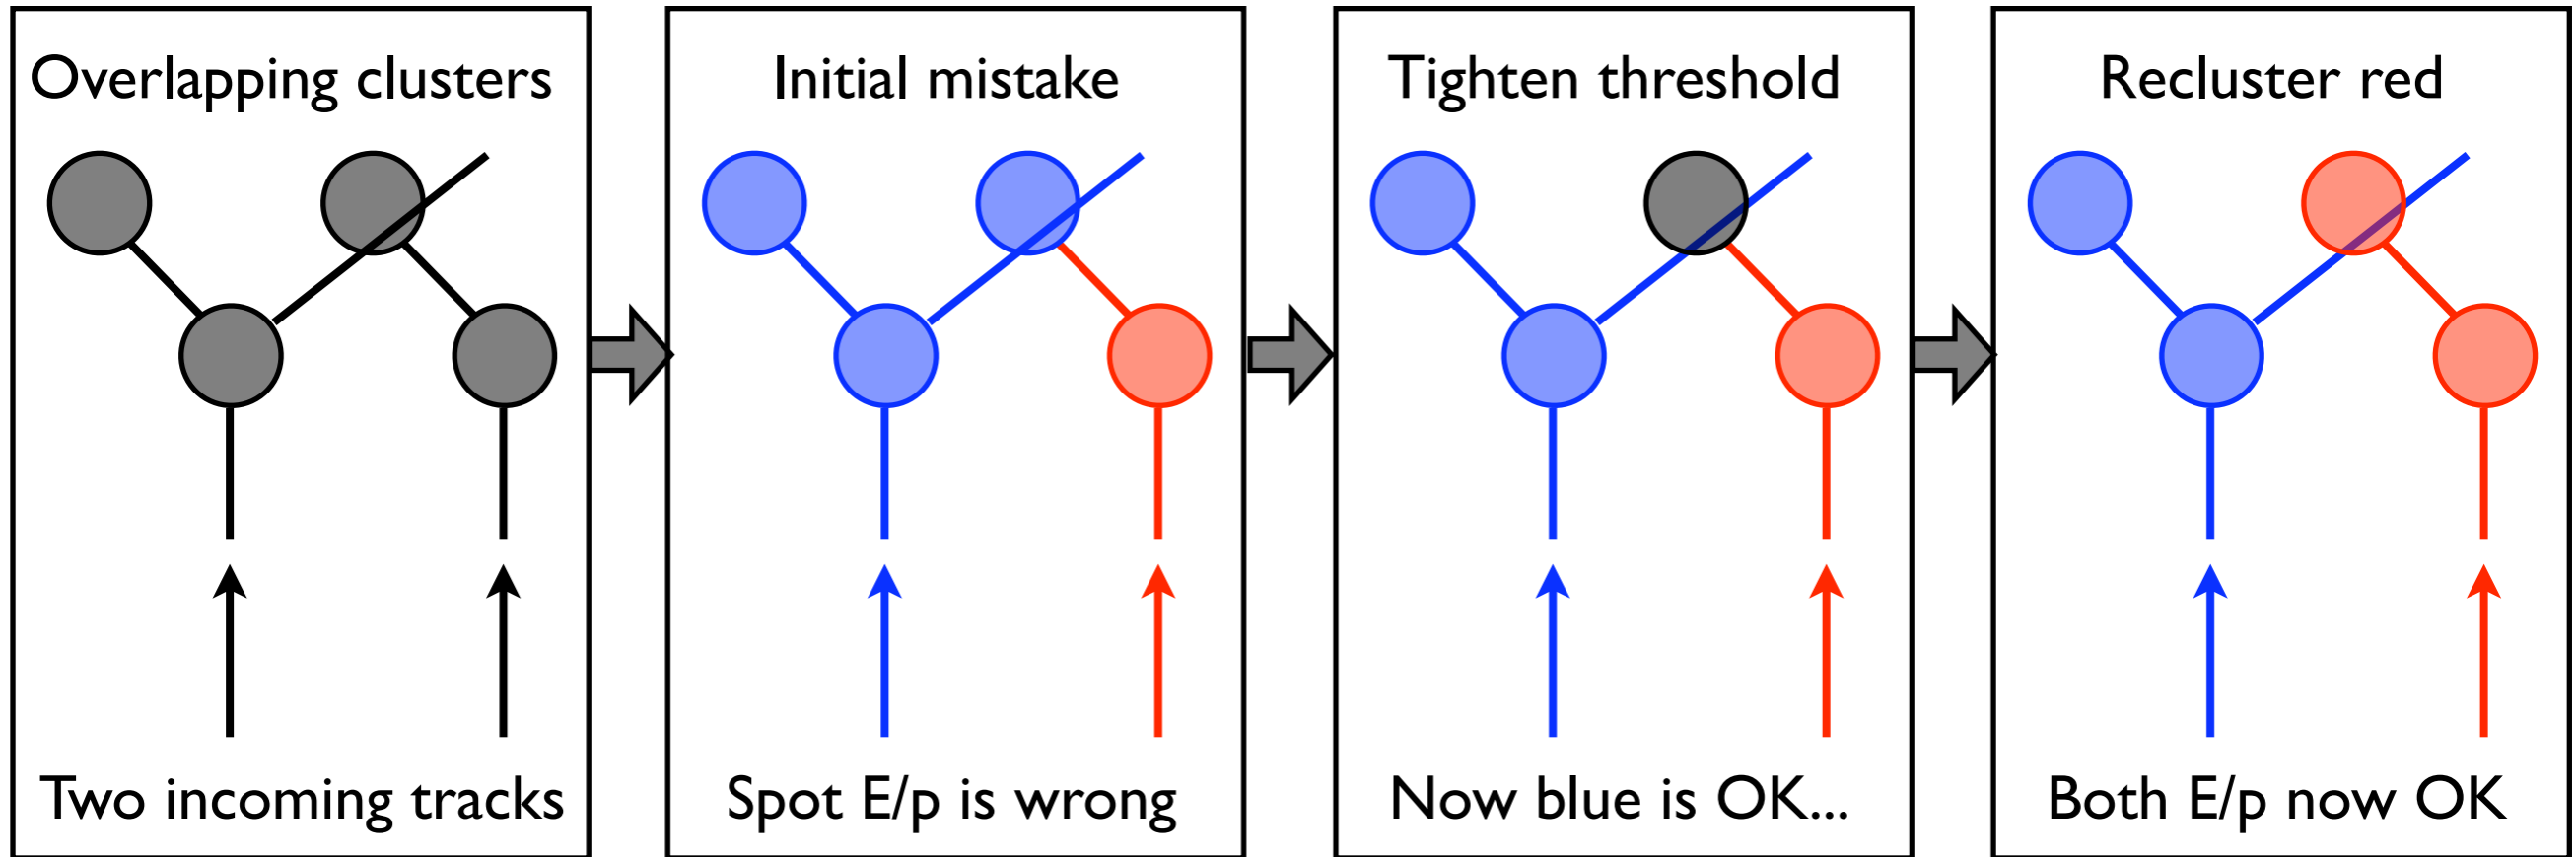 Overlapping clusters
Two incoming tracks
Initial mistake
Spot E/p is wrong
Tighten threshold
Now blue is OK...
Recluster red
Both E/p now OK